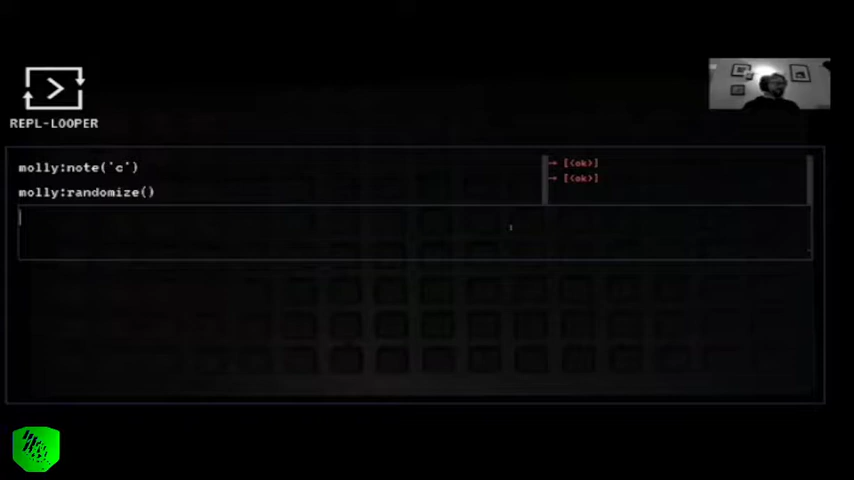 REPL-LOOPER
molly:note('c')
molly:randomize()
→ [<ok>]
→ [<ok>]